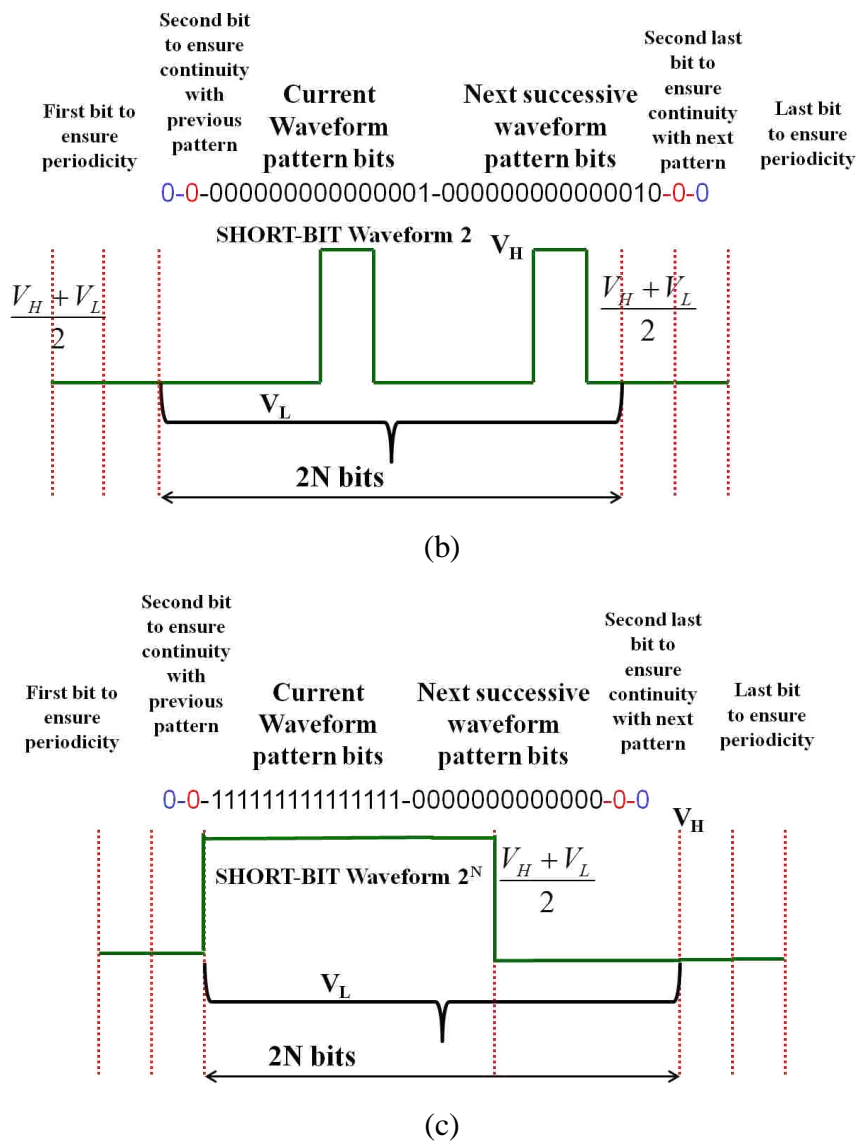 Second bit
to ensure
continuity
with
previous
pattern
First bit to
ensure
periodicity
Current
Waveform
pattern bits
Next successive
waveform
pattern bits
Second last
bit to
ensure
continuity
with next
pattern
Last bit
to ensure
periodicity
0-0-0000000000000001-0000000000000010-0-0
SHORT-BIT Waveform 2
V_H
V_H + V_L
2
V_H + V_L
2
V_L
2N bits
(b)
Second bit
to ensure
continuity
with
previous
pattern
First bit to
ensure
periodicity
Current
Waveform
pattern bits
Next successive
waveform
pattern bits
Second last
bit to
ensure
continuity
with next
pattern
Last bit
to ensure
periodicity
0-0-1111111111111111-00000000000000-0-0
V_H
SHORT-BIT Waveform 2^N
V_H + V_L
2
V_L
2N bits
(c)